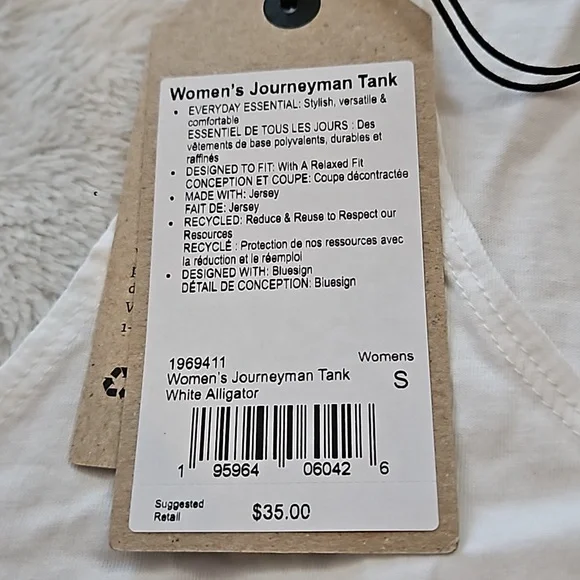 Women's Journeyman Tank
• EVERYDAY ESSENTIAL: Stylish, versatile &
comfortable
ESSENTIEL DE TOUS LES JOURS : Des
vêtements de base polyvalents, durables et
raffinés
• DESIGNED TO FIT: With A Relaxed Fit
CONCEPTION ET COUPE: Coupe décontractée
• MADE WITH: Jersey
FAIT DE: Jersey
• RECYCLED: Reduce & Reuse to Respect our
Resources
RECYCLÉ : Protection de nos ressources avec
la réduction et le réemploi
• DESIGNED WITH: Bluesign
DÉTAIL DE CONCEPTION: Bluesign
1969411 Womens
Women's Journeyman Tank S
White Alligator
1 95964 06042 6
Suggested
Retail $35.00